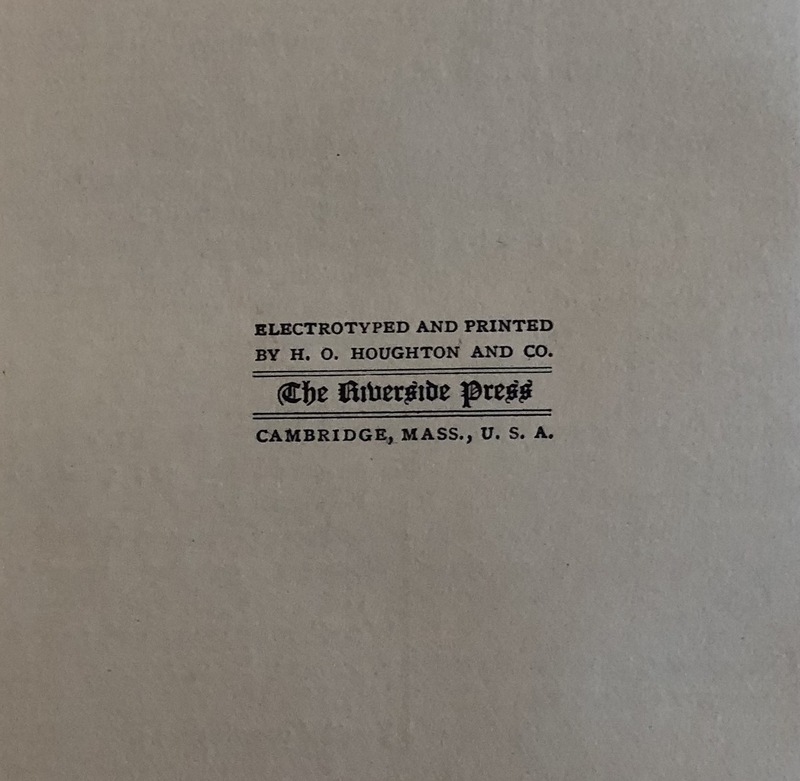 ELECTROTYPED AND PRINTED
BY H. O. HOUGHTON AND CO.
The Riverside Press
CAMBRIDGE, MASS., U. S. A.